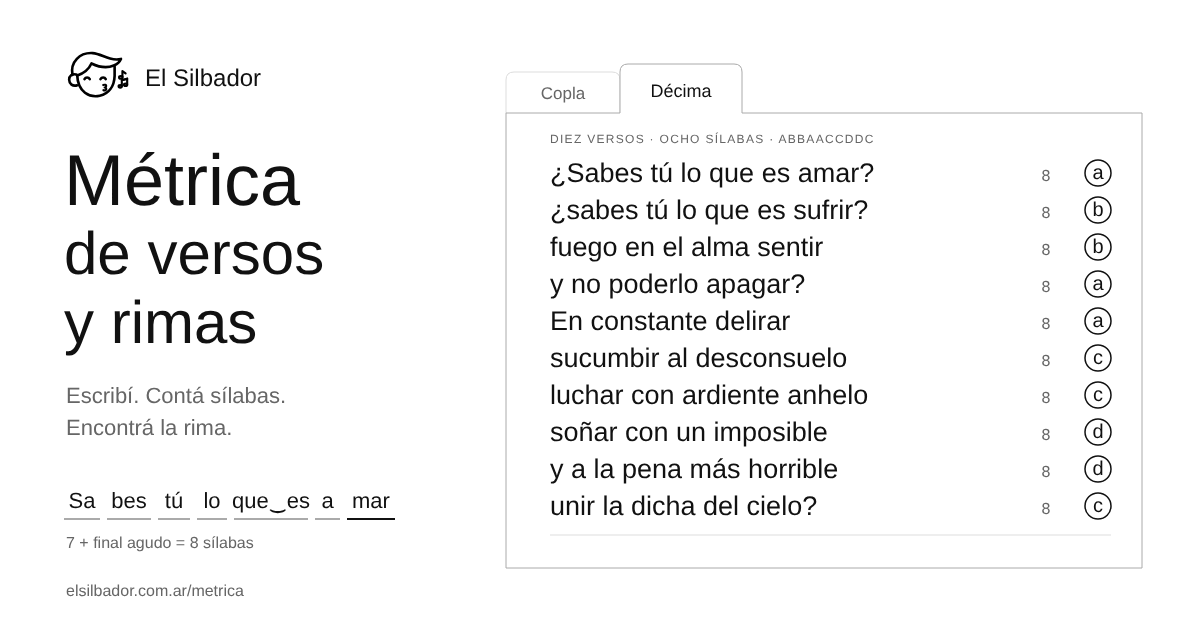 El Silbador
Métrica
de versos
y rimas
Escribí. Contá sílabas.
Encontrá la rima.
Sa bes tú lo que‿es a mar
7 + final agudo = 8 sílabas
elsilbador.com.ar/metrica
Copla Décima
DIEZ VERSOS · OCHO SÍLABAS · ABBAACCDDC
¿Sabes tú lo que es amar? 8 a
¿sabes tú lo que es sufrir? 8 b
fuego en el alma sentir 8 b
y no poderlo apagar? 8 a
En constante delirar 8 a
sucumbir al desconsuelo 8 c
luchar con ardiente anhelo 8 c
soñar con un imposible 8 d
y a la pena más horrible 8 d
unir la dicha del cielo? 8 c